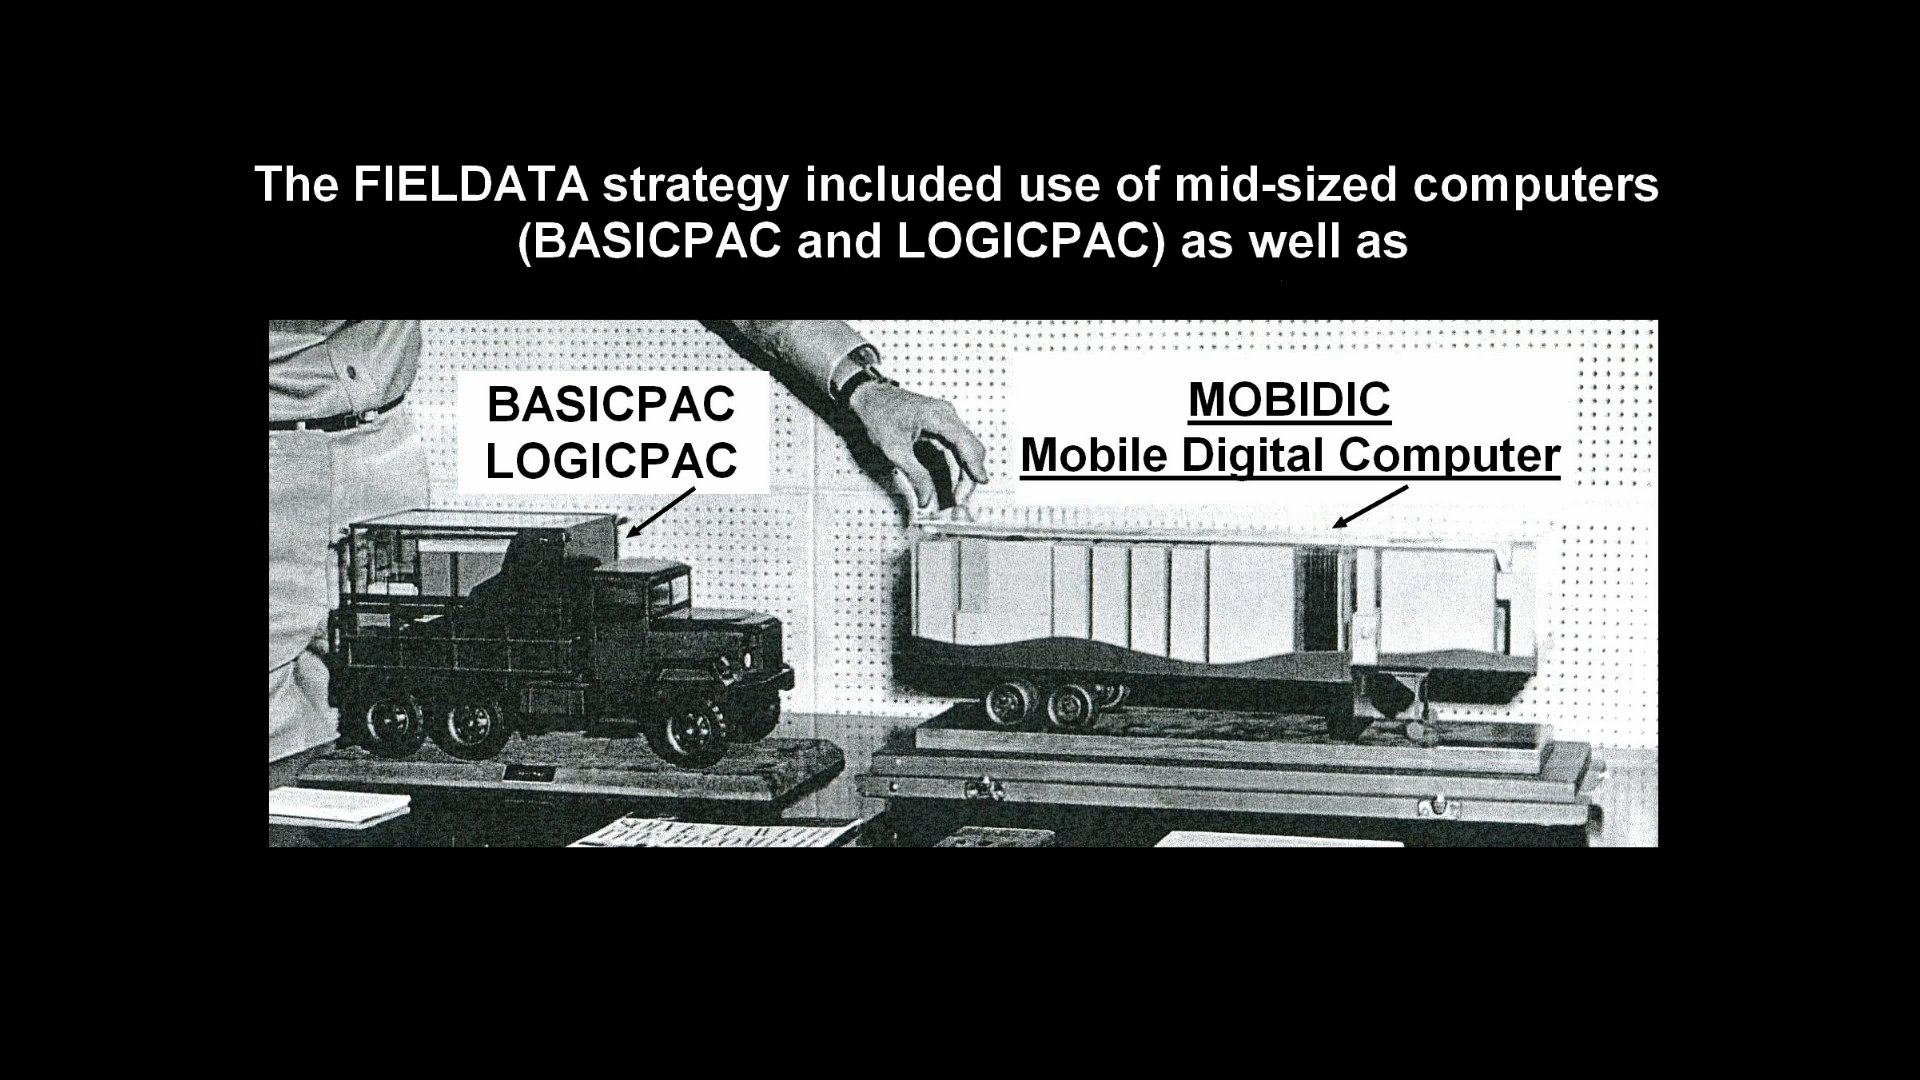 The FIELDATA strategy included use of mid-sized computers
(BASICPAC and LOGICPAC) as well as
BASICPAC
LOGICPAC
MOBIDIC
Mobile Digital Computer